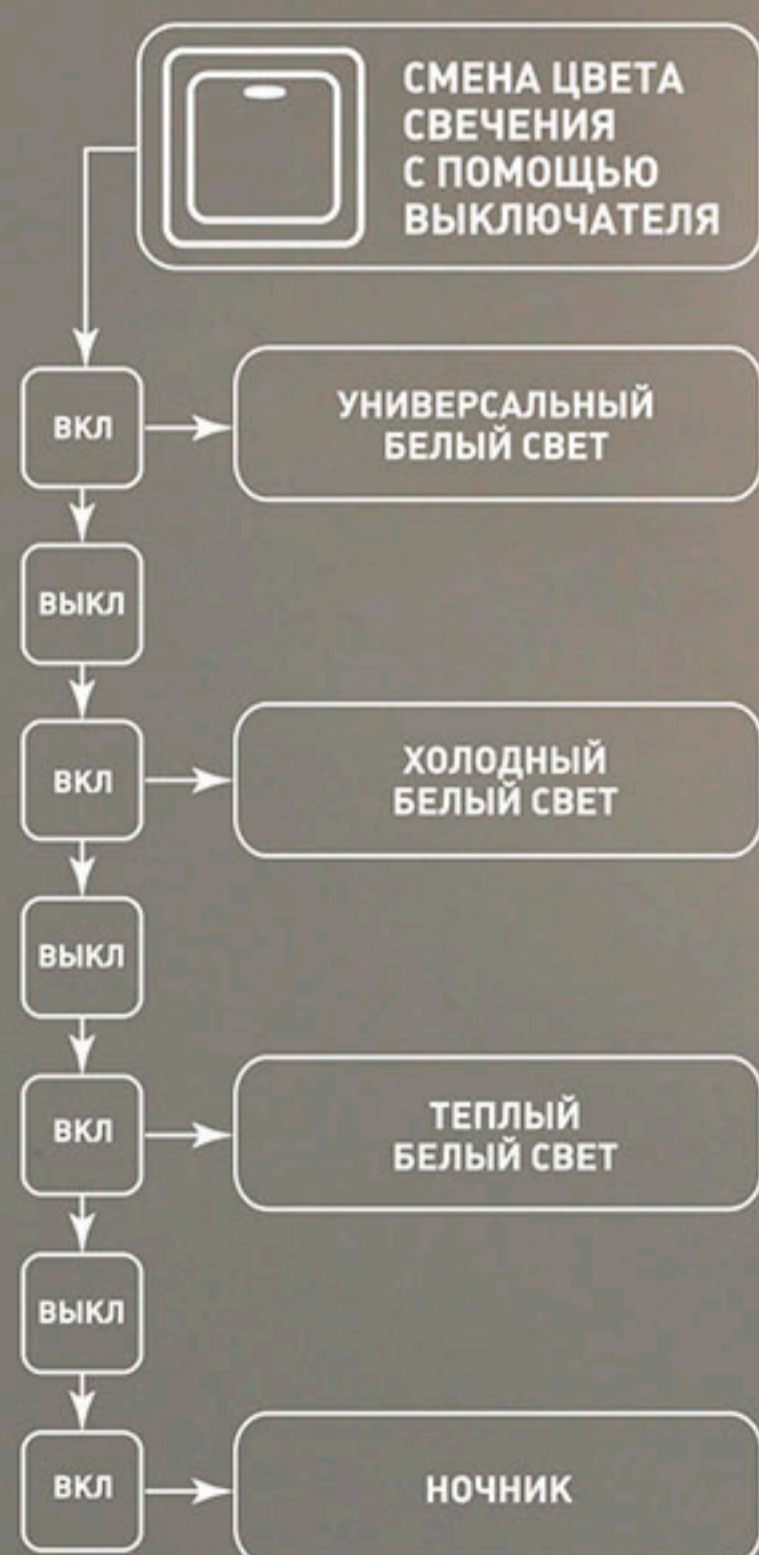 СМЕНА ЦВЕТА
СВЕЧЕНИЯ
С ПОМОЩЬЮ
ВЫКЛЮЧАТЕЛЯ
ВКЛ
УНИВЕРСАЛЬНЫЙ
БЕЛЫЙ СВЕТ
ВЫКЛ
ВКЛ
ХОЛОДНЫЙ
БЕЛЫЙ СВЕТ
ВЫКЛ
ВКЛ
ТЕПЛЫЙ
БЕЛЫЙ СВЕТ
ВЫКЛ
ВКЛ
НОЧНИК